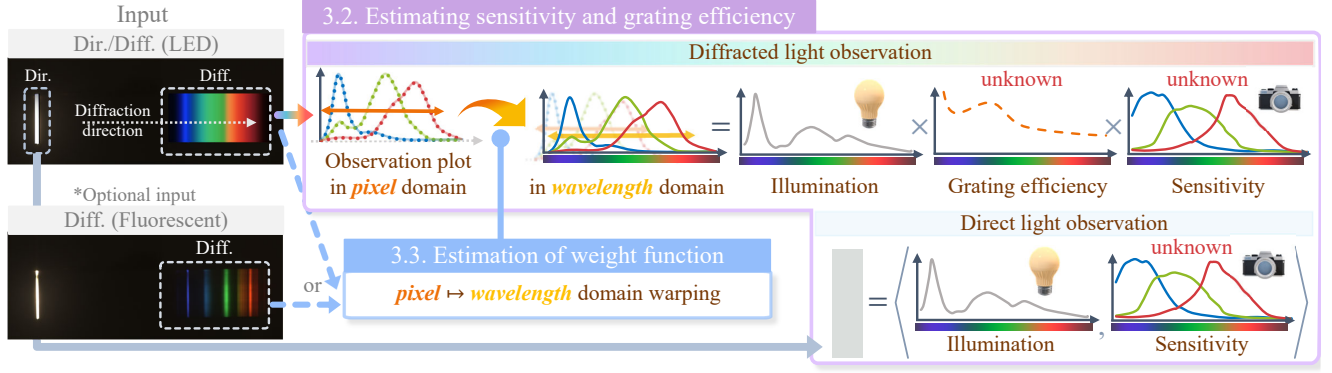 Input
Dir./Diff. (LED)
Dir.
Diff.
Diffraction
direction
*Optional input
Diff. (Fluorescent)
Diff.
or
3.2. Estimating sensitivity and grating efficiency
Diffracted light observation
Observation plot
in pixel domain
in wavelength domain
=
Illumination
×
unknown
Grating efficiency
×
unknown
Sensitivity
3.3. Estimation of weight function
pixel ↦ wavelength domain warping
Direct light observation
=
⟨
Illumination
,
unknown
Sensitivity
⟩